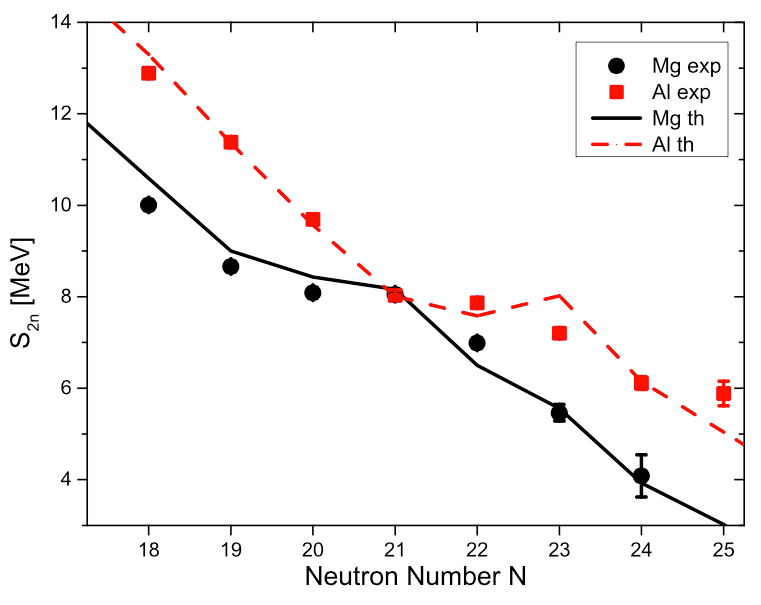 14
12
10
8
6
4
S2n [MeV]
18 19 20 21 22 23 24 25
Neutron Number N
Mg exp
Al exp
Mg th
Al th